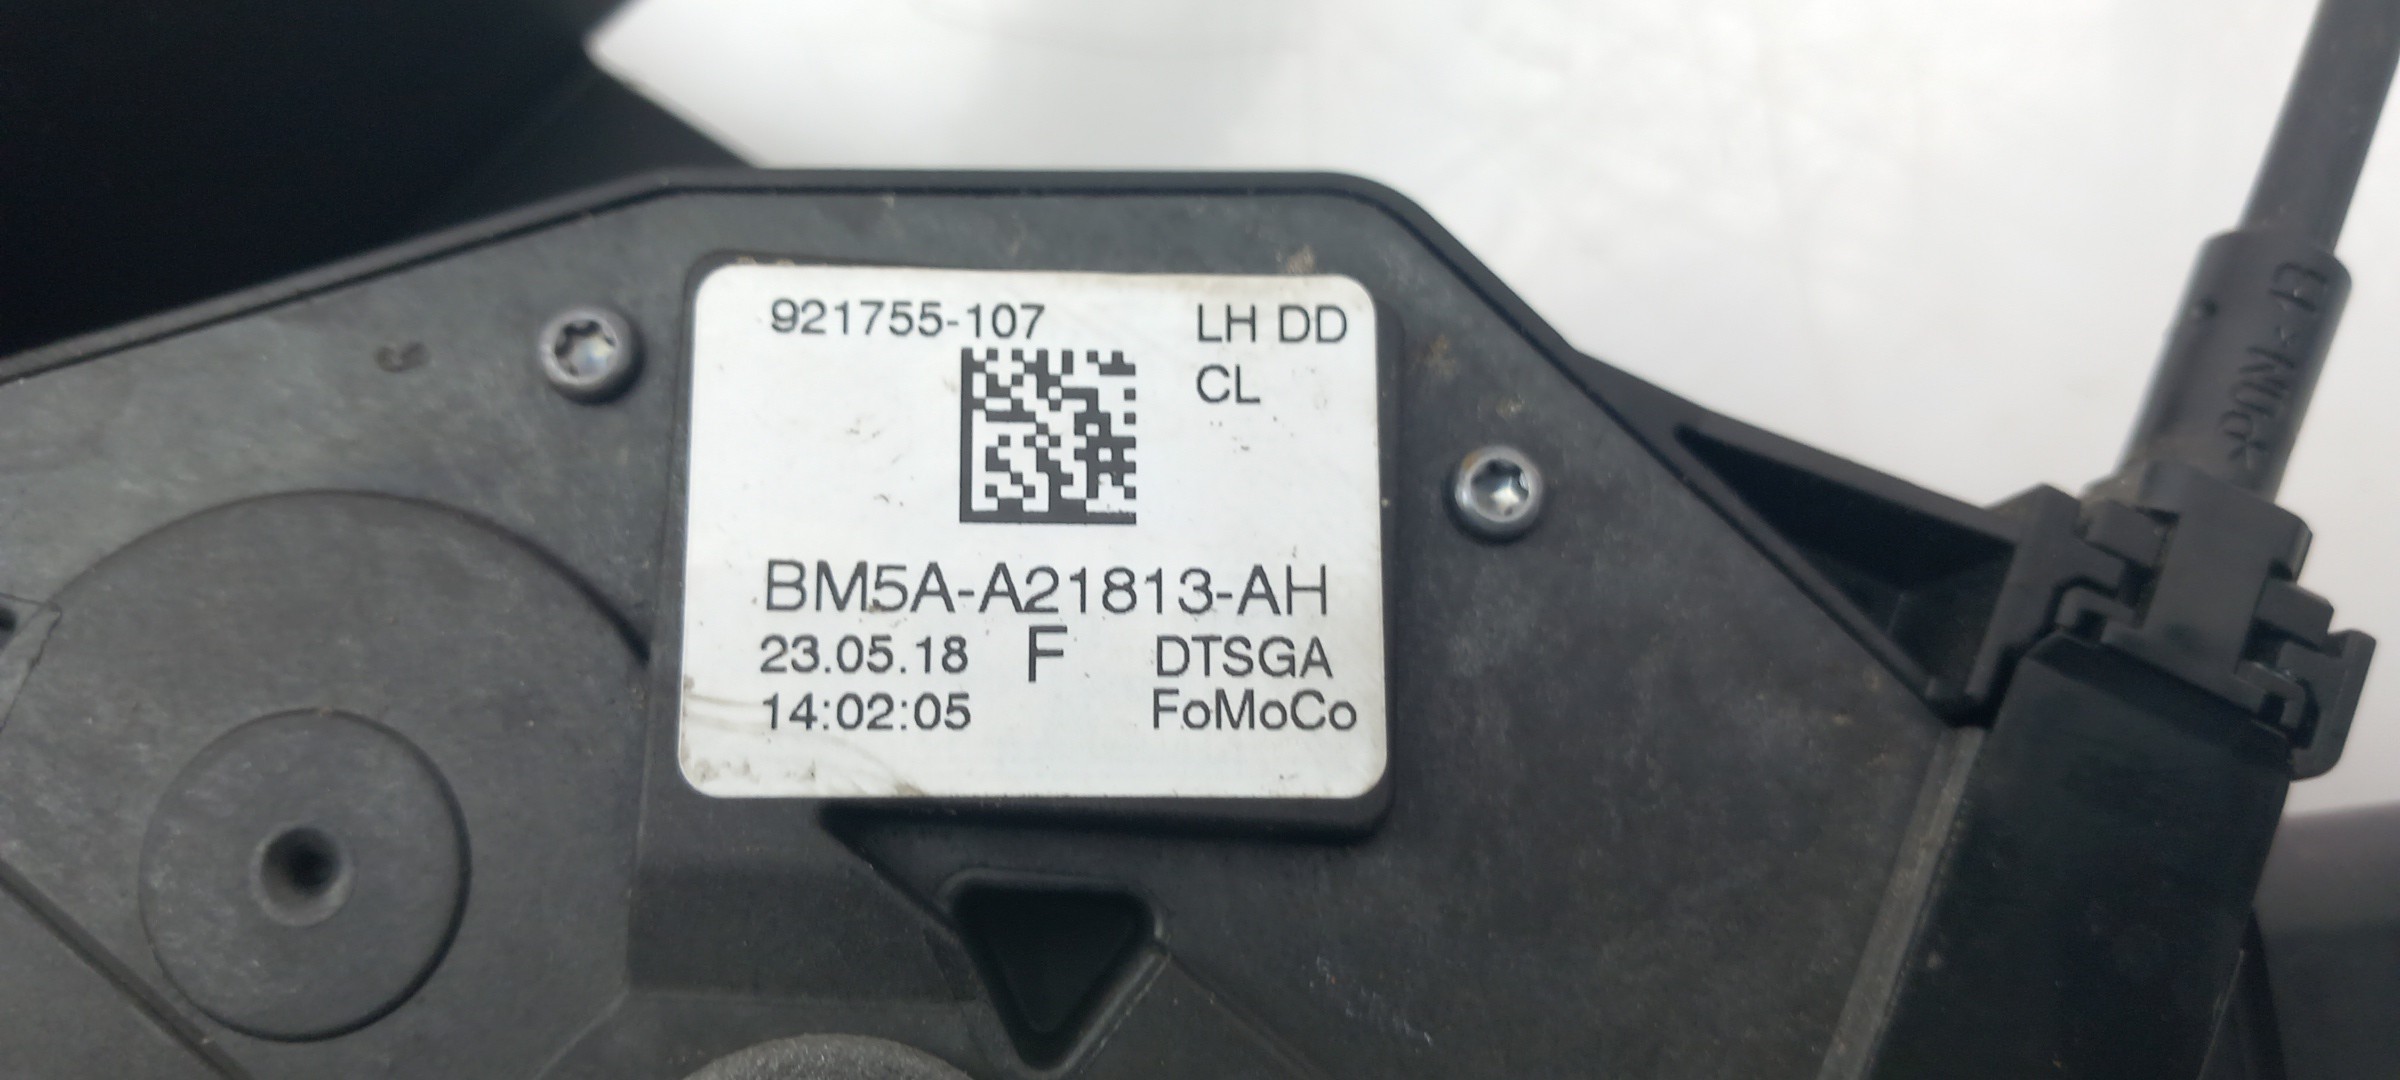 921755-107 LH DD
CL
BM5A-A21813-AH
23.05.18 F DTSGA
14:02:05 FoMoCo